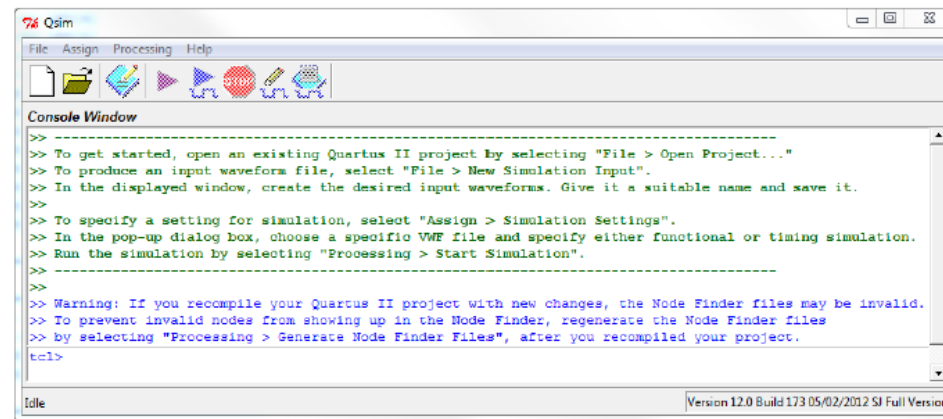 Qsim
File Assign Processing Help
STOP
Console Window
>> ---------------------------------------------------------------------------------------
>> To get started, open an existing Quartus II project by selecting "File > Open Project..."
>> To produce an input waveform file, select "File > New Simulation Input".
>> In the displayed window, create the desired input waveforms. Give it a suitable name and save it.
>>
>> To specify a setting for simulation, select "Assign > Simulation Settings".
>> In the pop-up dialog box, choose a specific VWF file and specify either functional or timing simulation.
>> Run the simulation by selecting "Processing > Start Simulation".
>> ---------------------------------------------------------------------------------------
>>
>> Warning: If you recompile your Quartus II project with new changes, the Node Finder files may be invalid.
>> To prevent invalid nodes from showing up in the Node Finder, regenerate the Node Finder files
>> by selecting "Processing > Generate Node Finder Files", after you recompiled your project.
tcl>
Idle
Version 12.0 Build 173 05/02/2012 SJ Full Versio